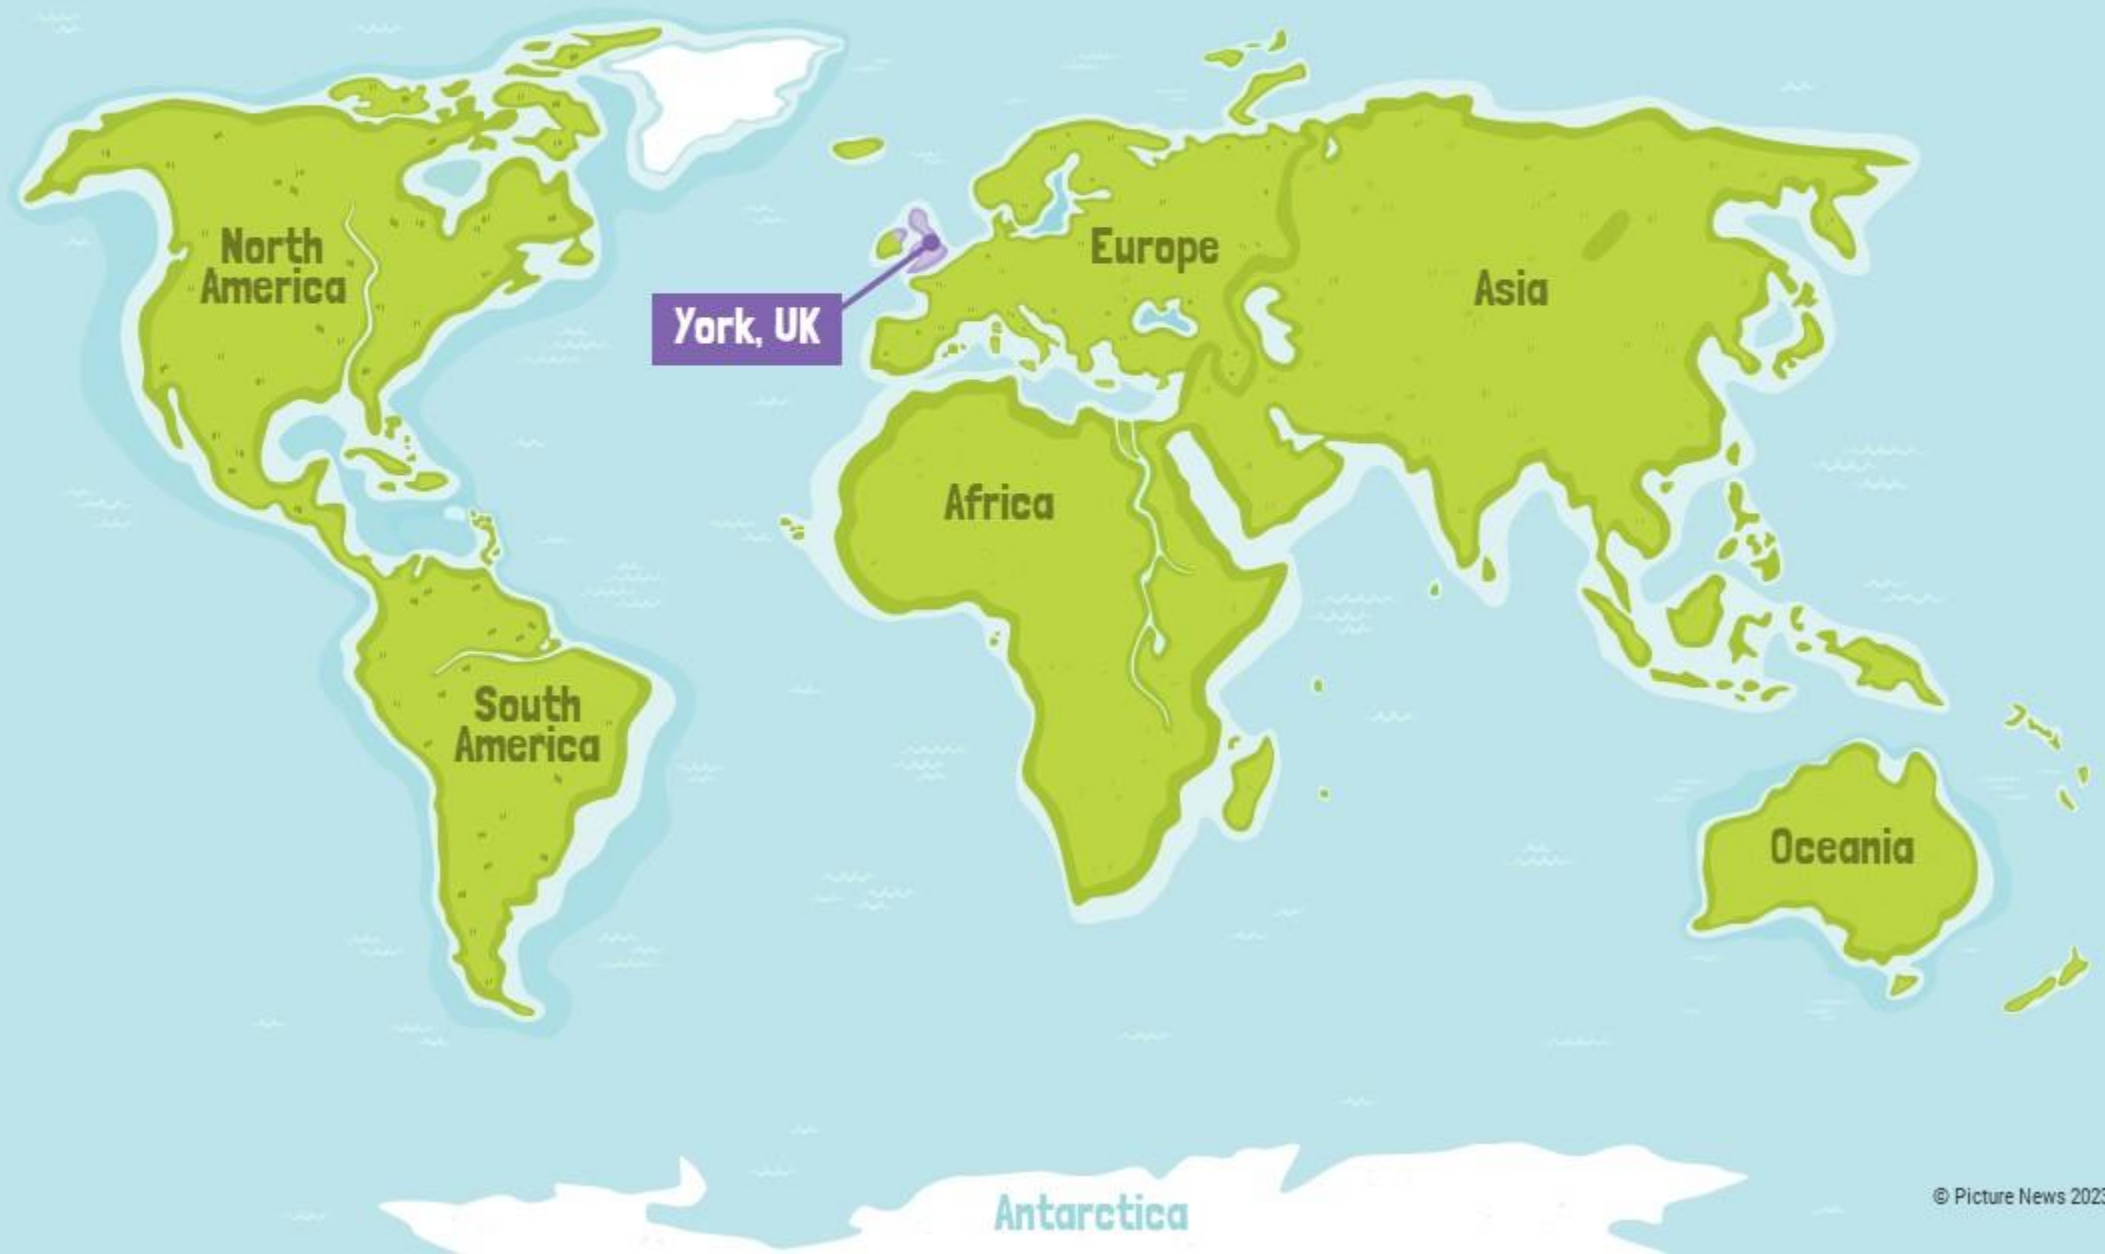 North
America
York, UK
Europe
Asia
Africa
South
America
Oceania
Antarctica
© Picture News 2023